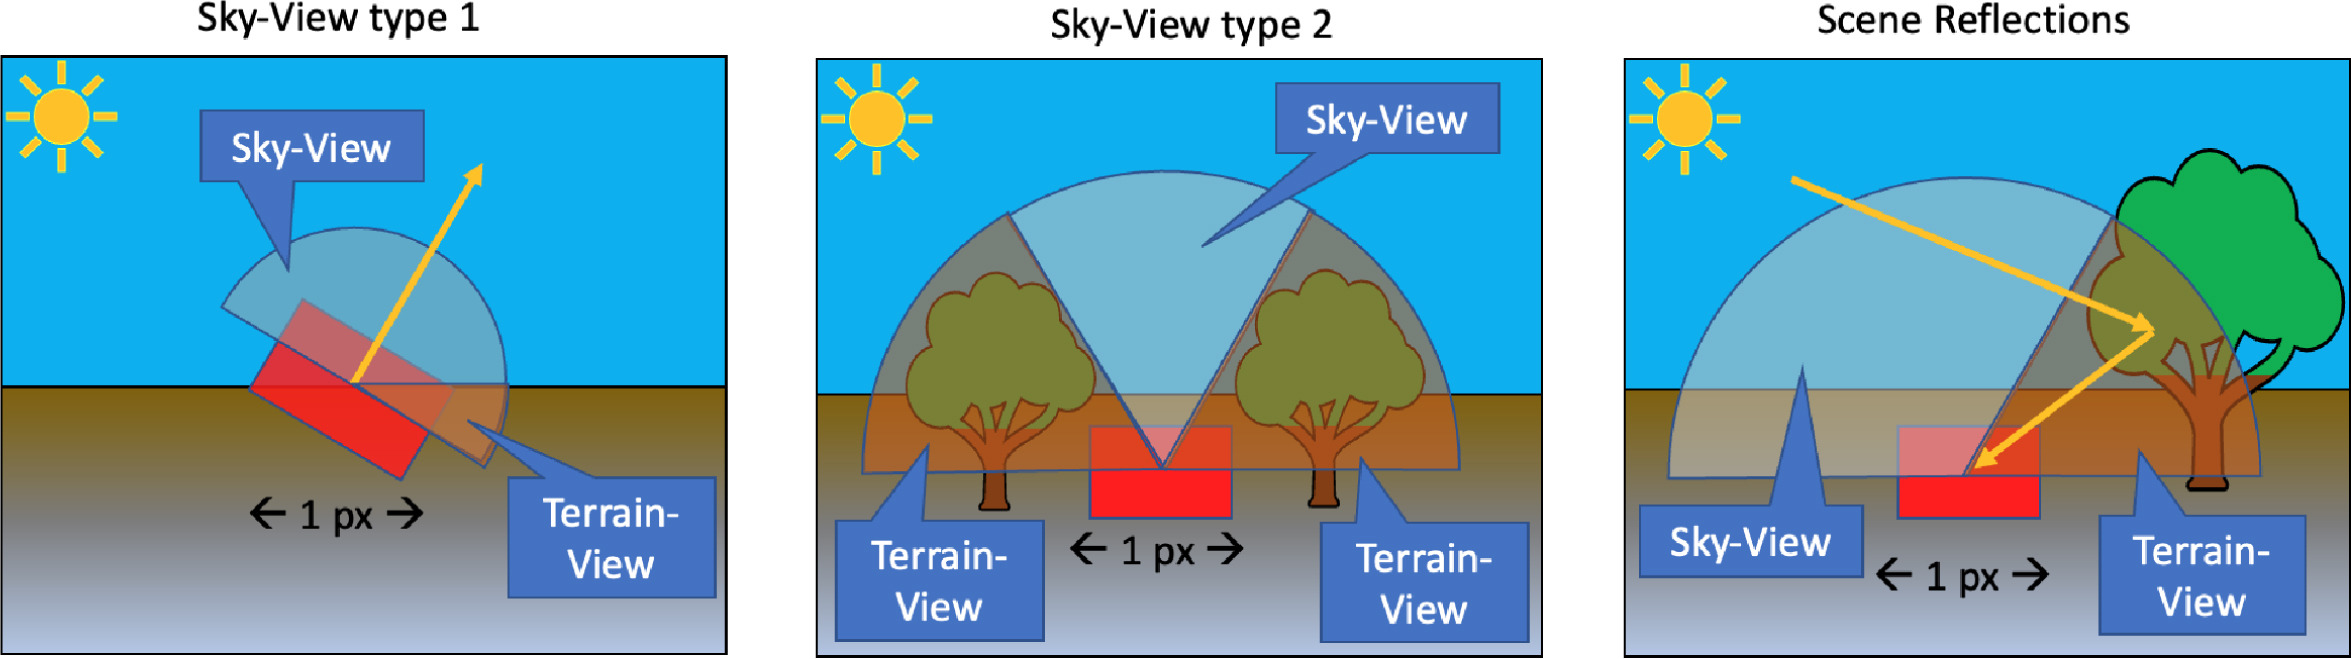 Sky-View type 1
Sky-View
Terrain-
View
← 1 px →
Sky-View type 2
Sky-View
Terrain-
View
← 1 px →
Terrain-
View
Scene Reflections
Sky-View
← 1 px →
Terrain-
View